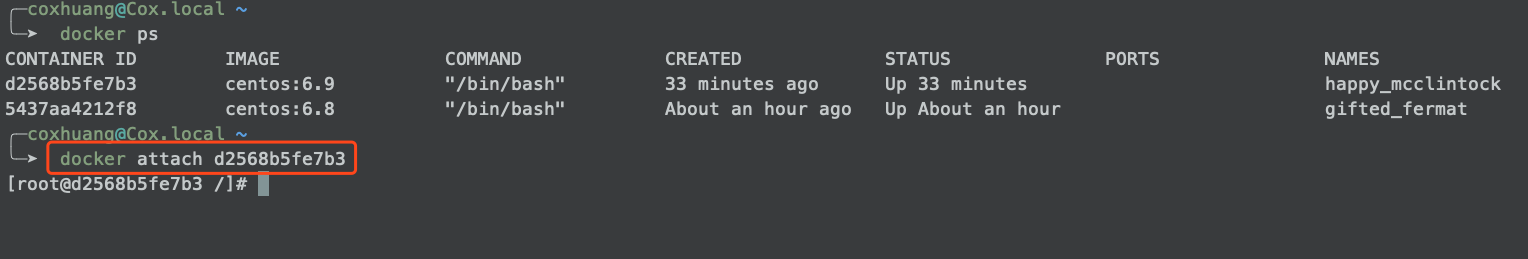 coxhuang@Cox.local ~
docker ps
CONTAINER ID IMAGE COMMAND CREATED STATUS PORTS NAMES
d2568b5fe7b3 centos:6.9 "/bin/bash" 33 minutes ago Up 33 minutes happy_mcclintock
5437aa4212f8 centos:6.8 "/bin/bash" About an hour ago Up About an hour gifted_fermat
coxhuang@Cox.local ~
docker attach d2568b5fe7b3
[root@d2568b5fe7b3 /]#